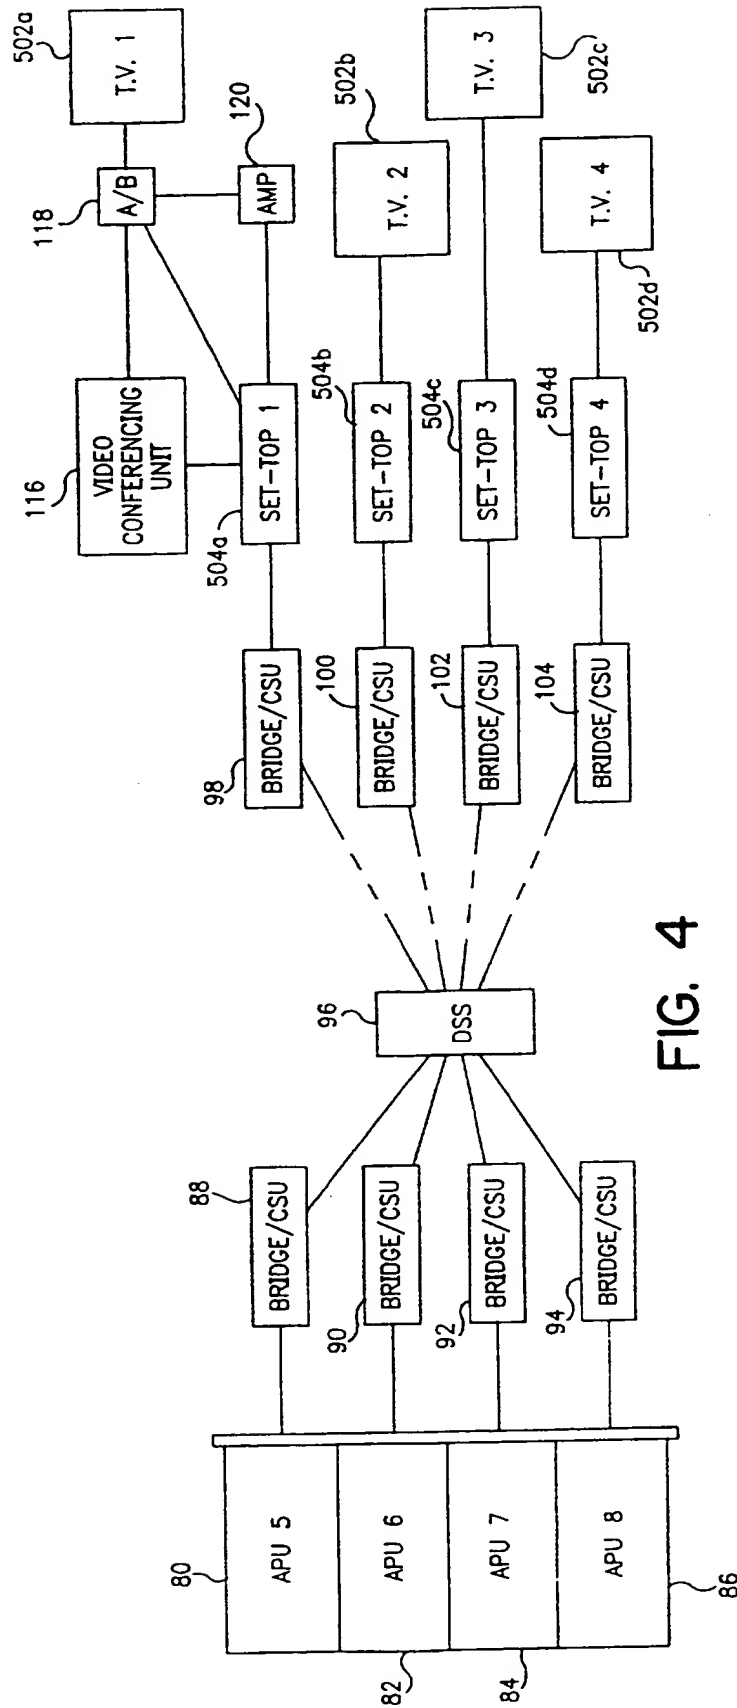 80
APU 5
APU 6
82
APU 7
84
APU 8
86
BRIDGE/CSU
88
BRIDGE/CSU
90
BRIDGE/CSU
92
BRIDGE/CSU
94
DSS
96
BRIDGE/CSU
98
BRIDGE/CSU
100
BRIDGE/CSU
102
BRIDGE/CSU
104
VIDEO
CONFERENCING
UNIT
116
SET-TOP 1
504a
SET-TOP 2
504b
SET-TOP 3
504c
SET-TOP 4
504d
A/B
118
AMP
120
T.V. 1
502a
T.V. 2
502b
T.V. 3
502c
T.V. 4
502d
FIG. 4